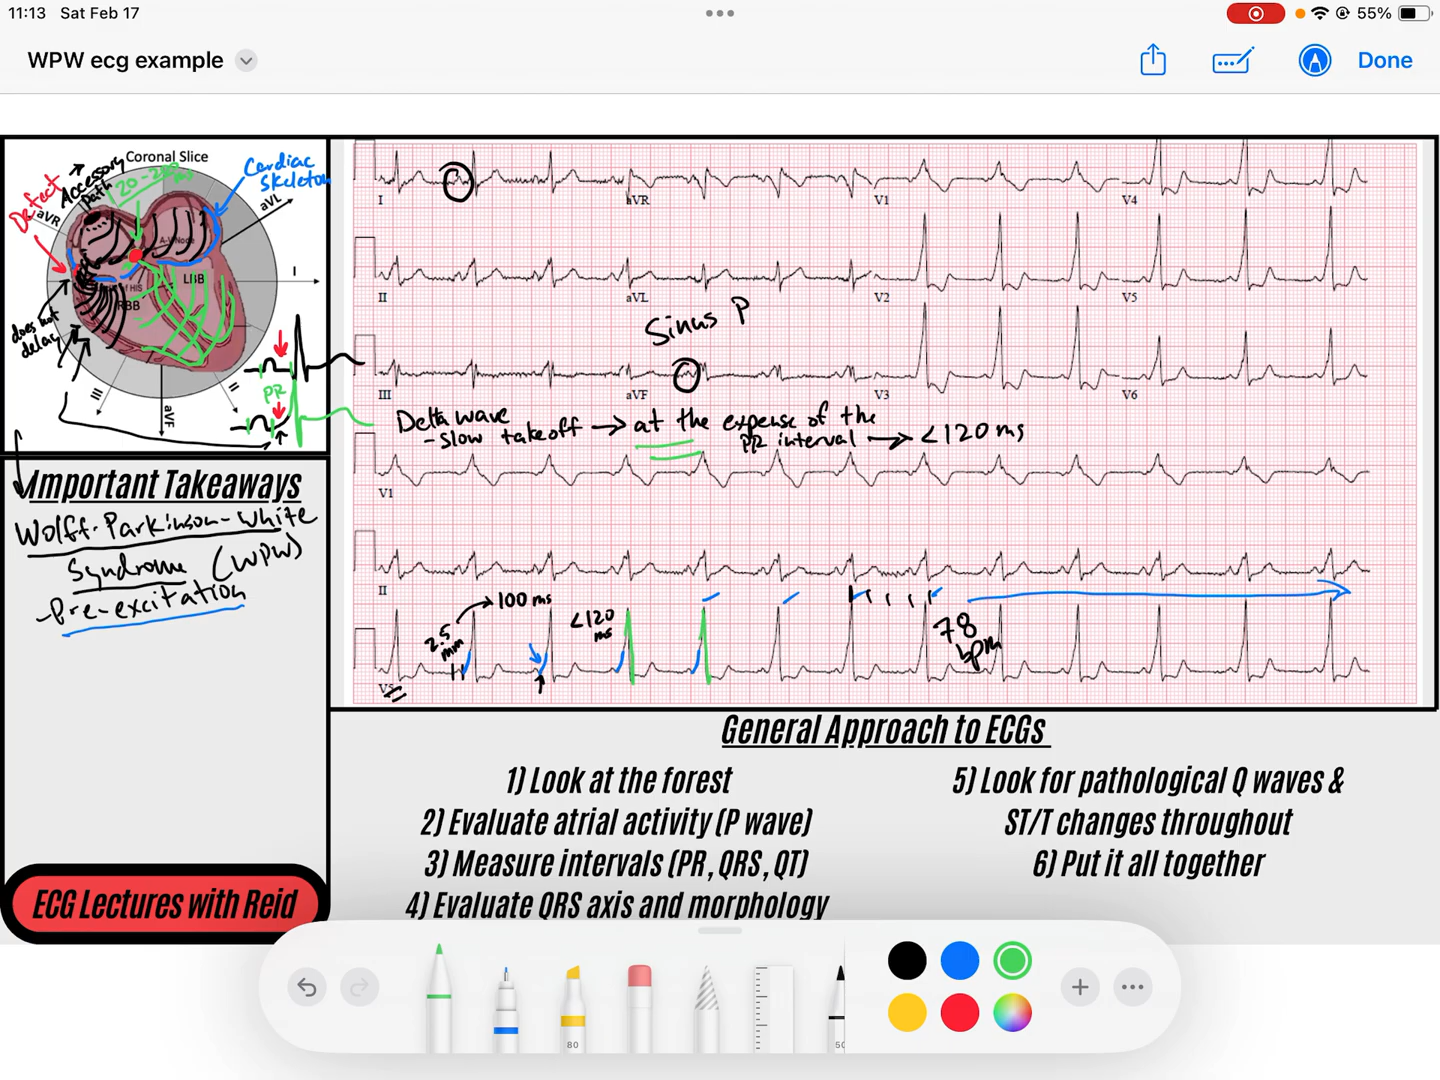 11:13 Sat Feb 17
55%
WPW ecg example
Done
Coronal Slice
Accessory
Path
Defect
Cardiac
Skeleton
aVR
aVL
A-V Node
LBB
of HIS
RBB
I
does not
delay
III
aVF
II
PR
I
aVR
V1
V4
II
aVL
V2
V5
Sinus P
III
aVF
V3
V6
Delta wave
- slow takeoff → at the expense of the
PR interval → <120 ms
V1
II
2.5
mm
→ 100 ms
<120
ms
78
bpm
V5
Important Takeaways
Wolff-Parkinson-White
Syndrome (WPW)
- Pre-excitation
General Approach to ECGs
1) Look at the forest
2) Evaluate atrial activity (P wave)
3) Measure intervals (PR, QRS, QT)
4) Evaluate QRS axis and morphology
5) Look for pathological Q waves &
ST/T changes throughout
6) Put it all together
ECG Lectures with Reid
80
50